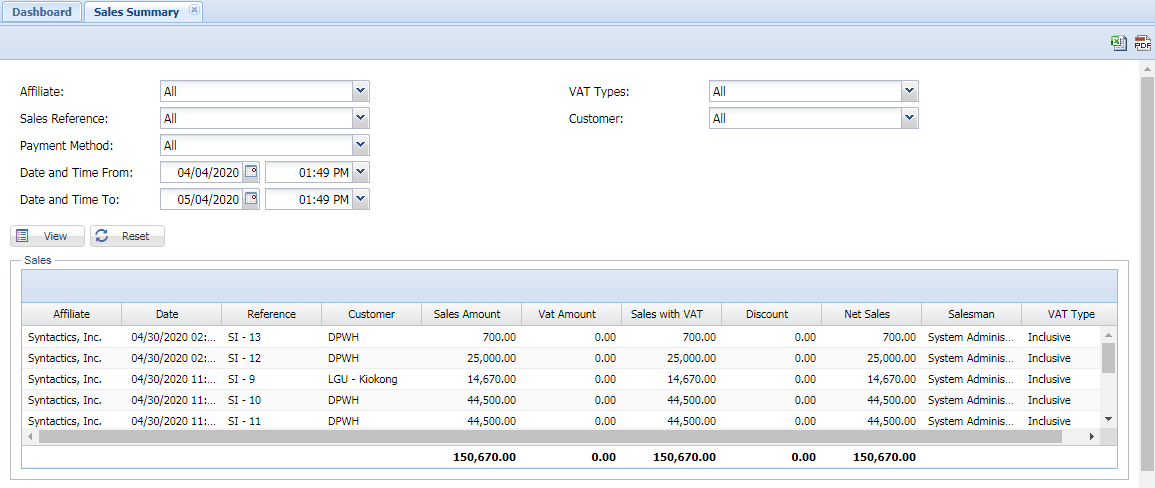 Dashboard Sales Summary
PDF
Affiliate: All VAT Types: All
Sales Reference: All Customer: All
Payment Method: All
Date and Time From: 04/04/2020 01:49 PM
Date and Time To: 05/04/2020 01:49 PM
View Reset
Sales
Affiliate Date Reference Customer Sales Amount Vat Amount Sales with VAT Discount Net Sales Salesman VAT Type
Syntactics, Inc. 04/30/2020 02:... SI - 13 DPWH 700.00 0.00 700.00 0.00 700.00 System Adminis... Inclusive
Syntactics, Inc. 04/30/2020 02:... SI - 12 DPWH 25,000.00 0.00 25,000.00 0.00 25,000.00 System Adminis... Inclusive
Syntactics, Inc. 04/30/2020 11:... SI - 9 LGU - Kiokong 14,670.00 0.00 14,670.00 0.00 14,670.00 System Adminis... Inclusive
Syntactics, Inc. 04/30/2020 11:... SI - 10 DPWH 44,500.00 0.00 44,500.00 0.00 44,500.00 System Adminis... Inclusive
Syntactics, Inc. 04/30/2020 11:... SI - 11 DPWH 44,500.00 0.00 44,500.00 0.00 44,500.00 System Adminis... Inclusive
150,670.00 0.00 150,670.00 0.00 150,670.00